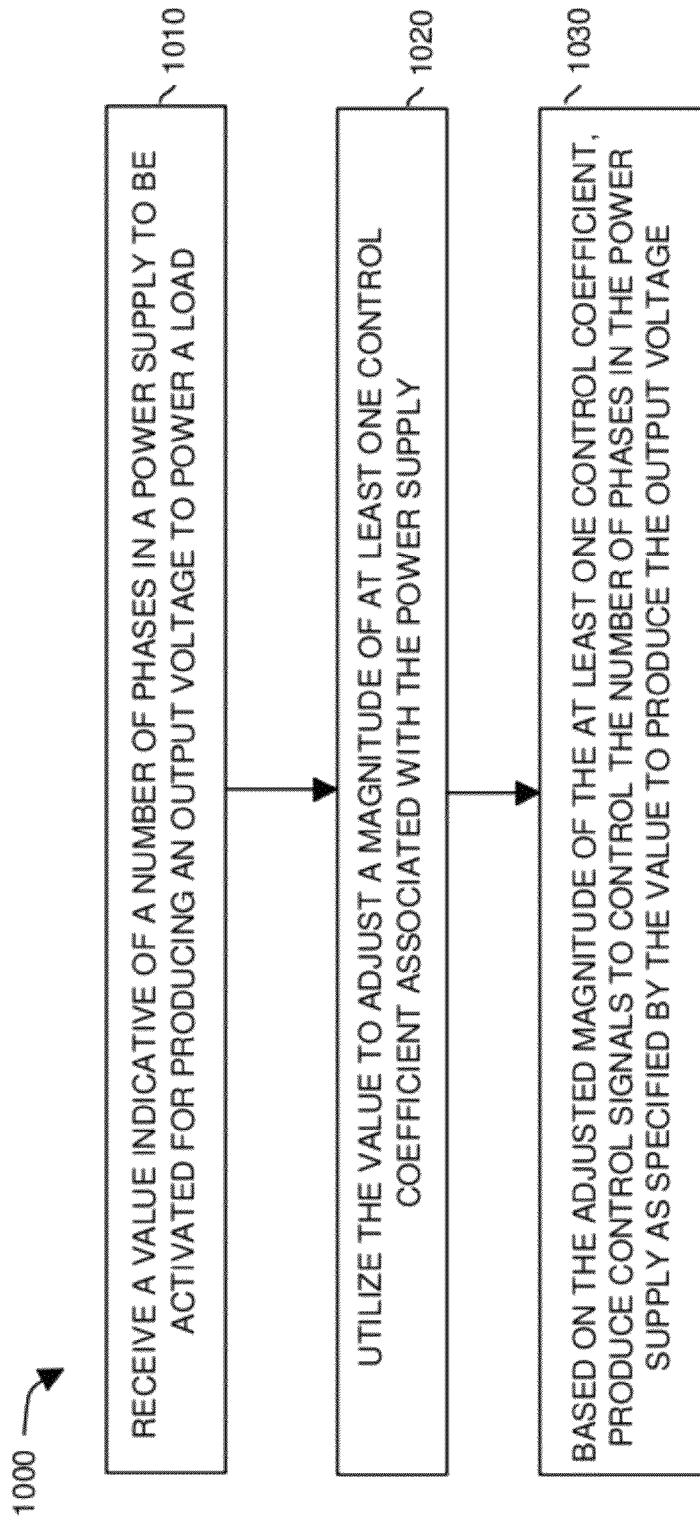 1000
RECEIVE A VALUE INDICATIVE OF A NUMBER OF PHASES IN A POWER SUPPLY TO BE
ACTIVATED FOR PRODUCING AN OUTPUT VOLTAGE TO POWER A LOAD
1010
UTILIZE THE VALUE TO ADJUST A MAGNITUDE OF AT LEAST ONE CONTROL
COEFFICIENT ASSOCIATED WITH THE POWER SUPPLY
1020
BASED ON THE ADJUSTED MAGNITUDE OF THE AT LEAST ONE CONTROL COEFFICIENT,
PRODUCE CONTROL SIGNALS TO CONTROL THE NUMBER OF PHASES IN THE POWER
SUPPLY AS SPECIFIED BY THE VALUE TO PRODUCE THE OUTPUT VOLTAGE
1030